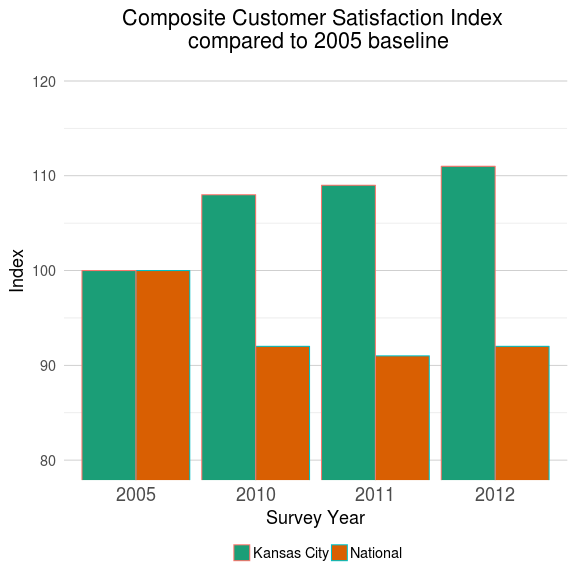 Composite Customer Satisfaction Index
compared to 2005 baseline
120
110
100
90
80
Index
2005 2010 2011 2012
Survey Year
Kansas City National